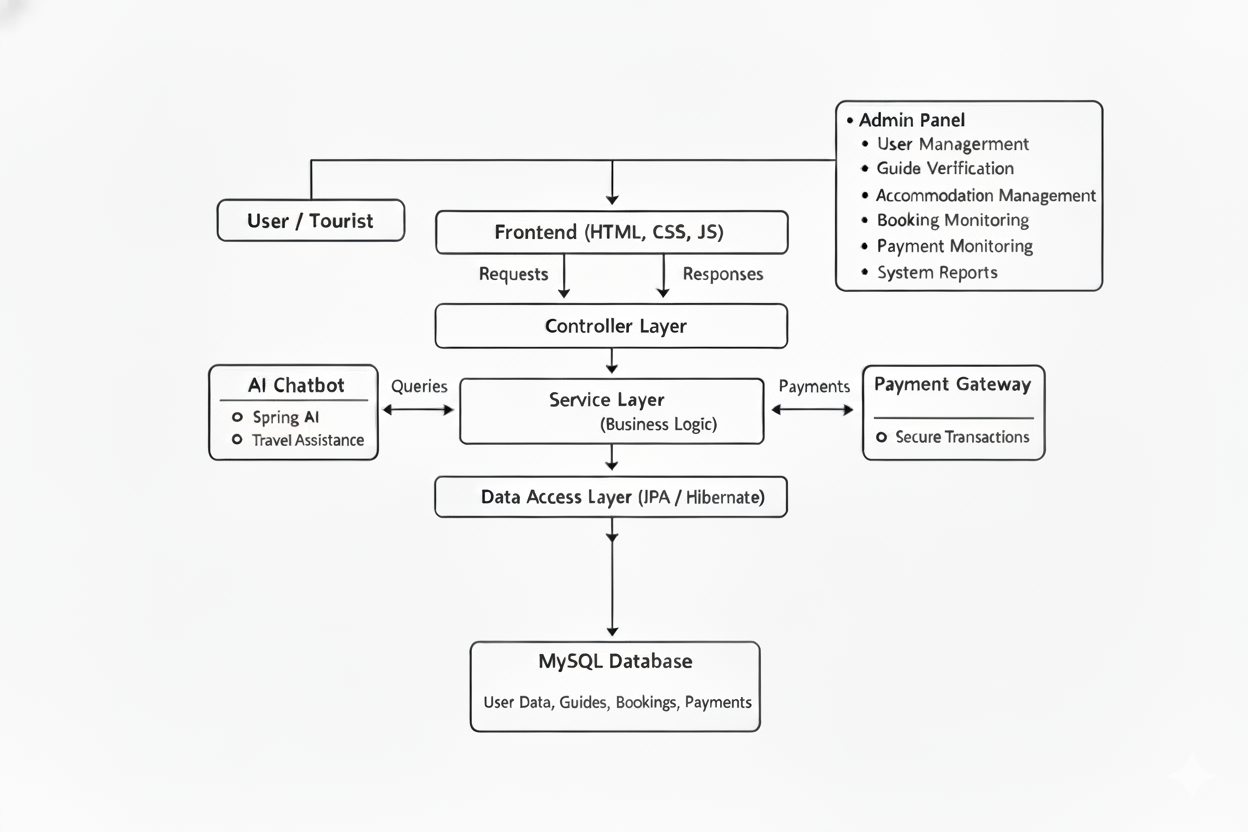 • Admin Panel
• User Managerment
• Guide Verification
• Accommodation Management
• Booking Monitoring
• Payment Monitoring
• System Reports
User / Tourist
Frontend (HTML, CSS, JS)
Requests
Responses
Controller Layer
AI Chatbot
Spring AI
Travel Assistance
Queries
Service Layer
(Business Logic)
Payments
Payment Gateway
Secure Transactions
Data Access Layer (JPA / Hibernate)
MySQL Database
User Data, Guides, Bookings, Payments